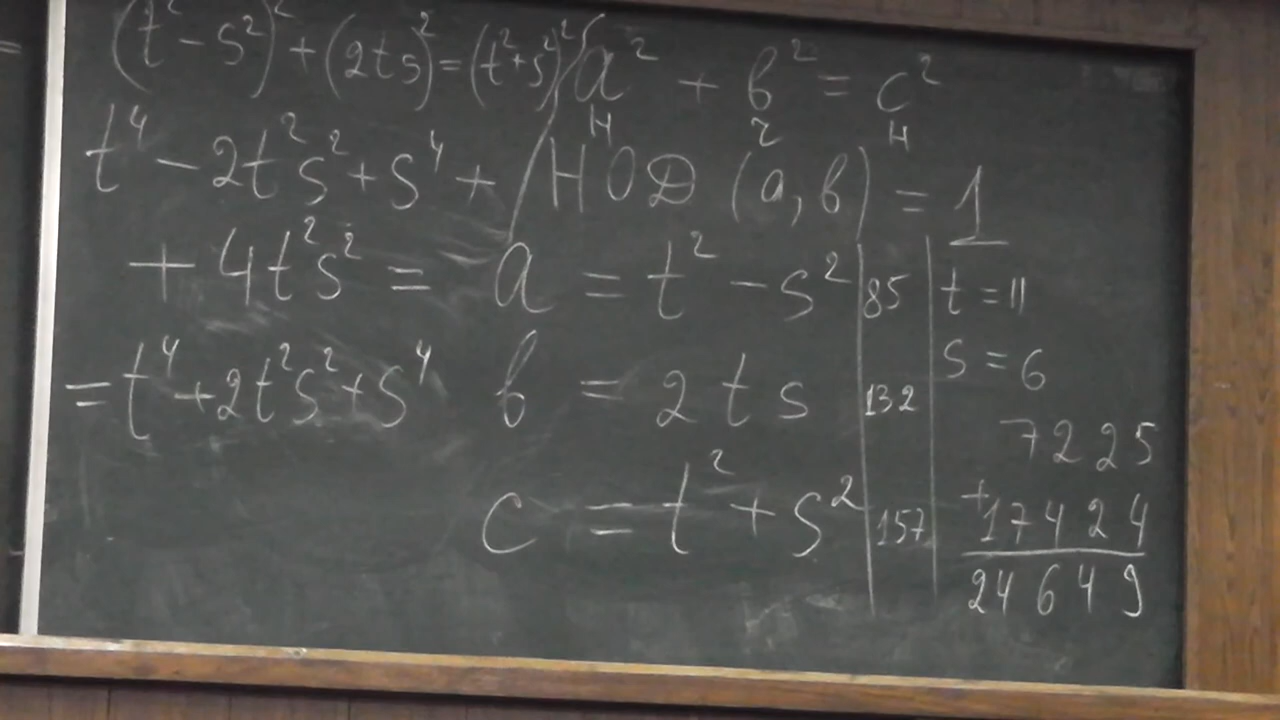 (t² - s²)² + (2ts)² = (t² + s²)²
t⁴ - 2t²s² + s⁴ +
+ 4t²s² =
= t⁴ + 2t²s² + s⁴
a² + b² = c²
н ч н
НОД (a, b) = 1
a = t² - s² | 85
b = 2ts | 132
c = t² + s² | 157
t = 11
s = 6
7225
+ 17424
24649